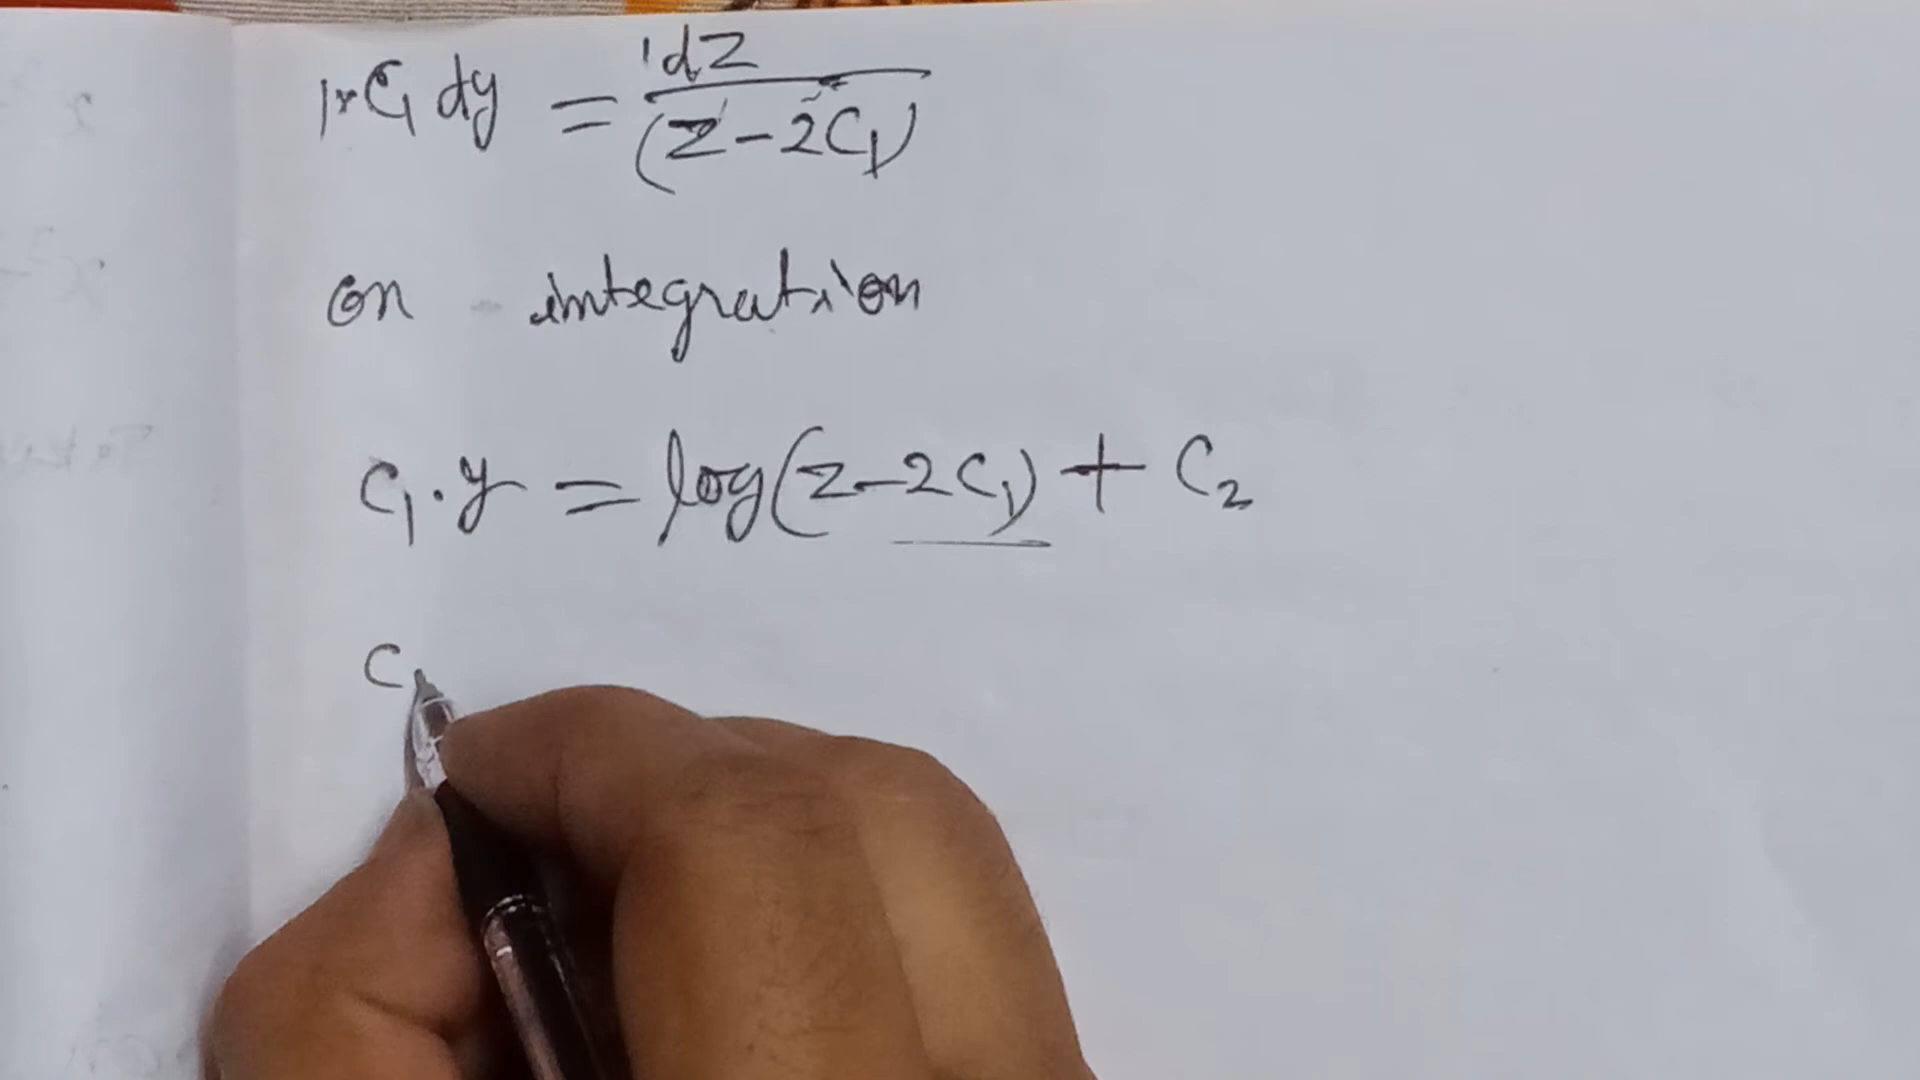 1×C₁ dy = 1dz / (z-2C₁)
on integration
C₁.y = log(z-2C₁) + C₂
C